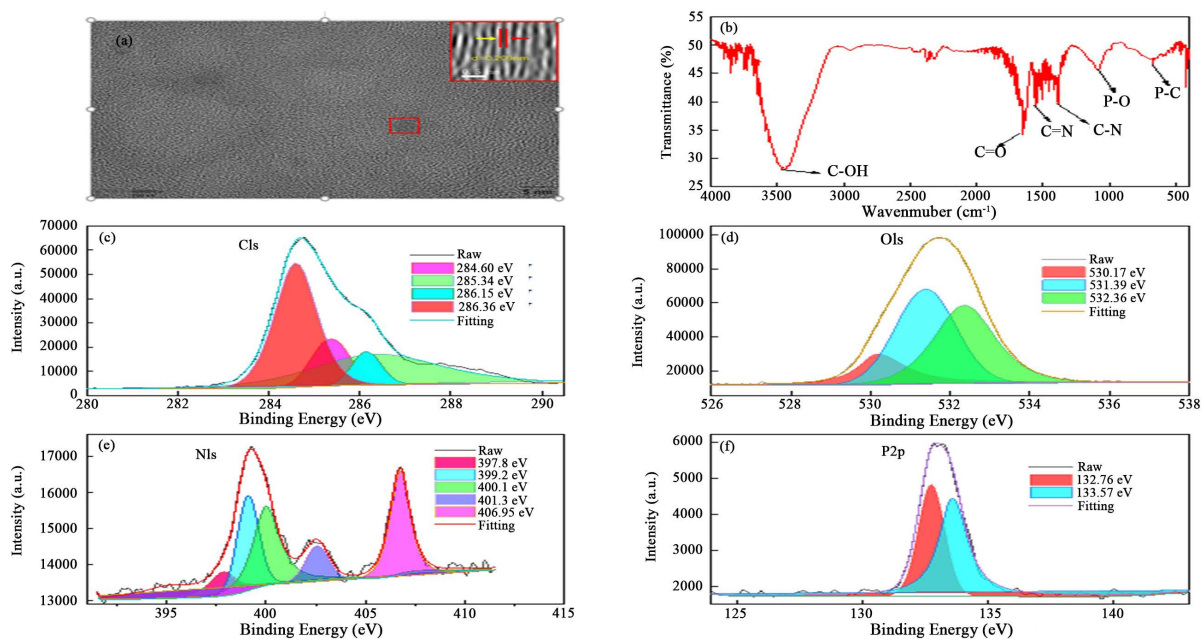 (a)
5 nm
(b)
Transmittance (%)
55
50
45
40
35
30
25
C-OH
C=O
C=N
C-N
P-O
P-C
4000 3500 3000 2500 2000 1500 1000 500
Wavenmuber (cm⁻¹)
(c)
Cls
Intensity (a.u.)
70000
60000
50000
40000
30000
20000
10000
0
Raw
284.60 eV
285.34 eV
286.15 eV
286.36 eV
Fitting
280 282 284 286 288 290
Binding Energy (eV)
(d)
Ols
Intensity (a.u.)
100000
80000
60000
40000
20000
Raw
530.17 eV
531.39 eV
532.36 eV
Fitting
526 528 530 532 534 536 538
Binding Energy (eV)
(e)
Nls
Intensity (a.u.)
17000
16000
15000
14000
13000
Raw
397.8 eV
399.2 eV
400.1 eV
401.3 eV
406.95 eV
Fitting
395 400 405 410 415
Binding Energy (eV)
(f)
P2p
Intensity (a.u.)
6000
5000
4000
3000
2000
Raw
132.76 eV
133.57 eV
Fitting
125 130 135 140
Binding Energy (eV)